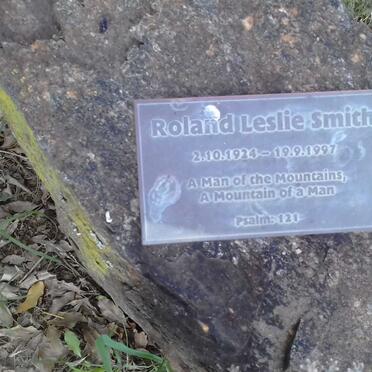 Roland Leslie Smith
2.10.1924 – 19.9.1997
A Man of the Mountains,
A Mountain of a Man
Psalm: 121